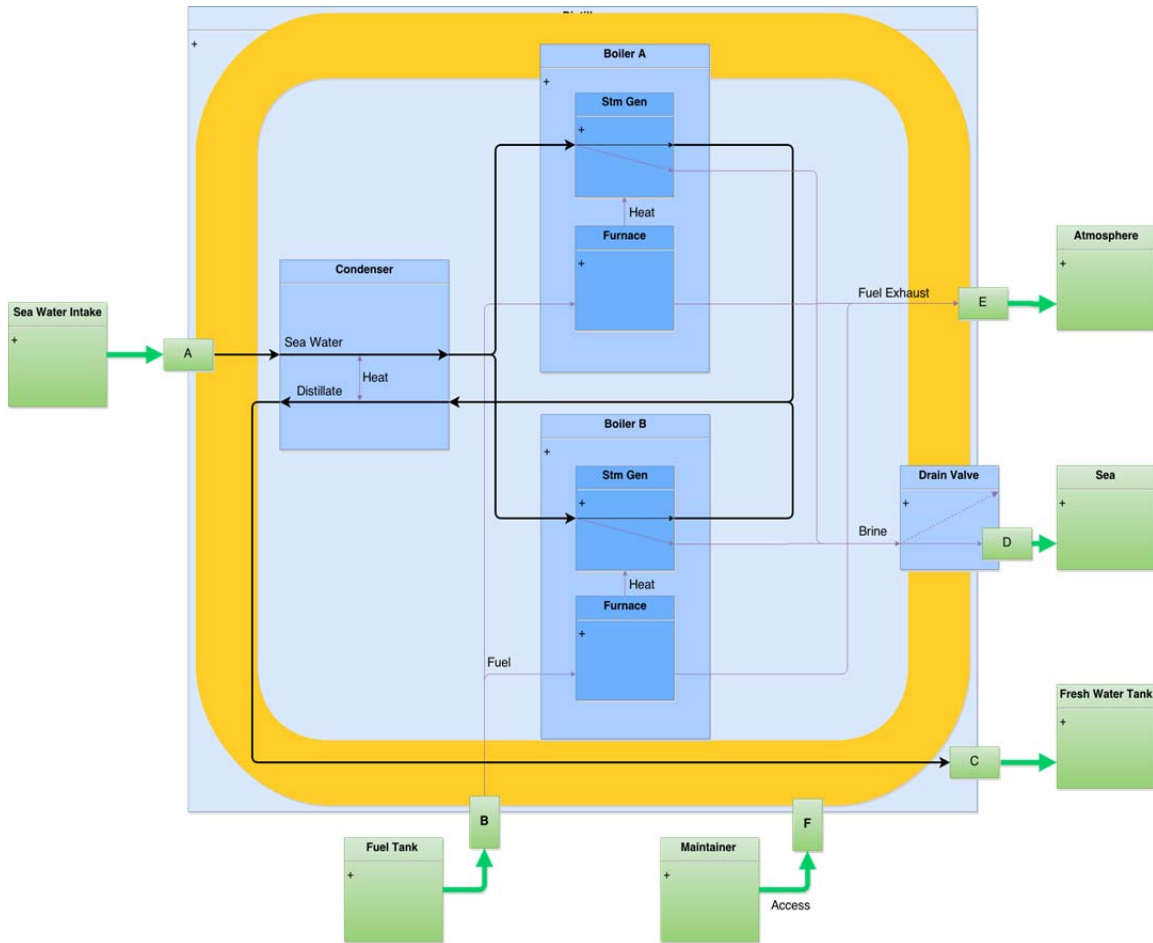 Boiler A
+
+
Stm Gen
+
Heat
Furnace
+
Condenser
Sea Water
Heat
Distillate
Sea Water Intake
+
A
Fuel Exhaust
E
Atmosphere
+
Boiler B
+
Stm Gen
+
Heat
Furnace
+
Brine
Drain Valve
+
D
Sea
+
Fuel
Fresh Water Tank
+
C
B
F
Fuel Tank
+
Maintainer
+
Access